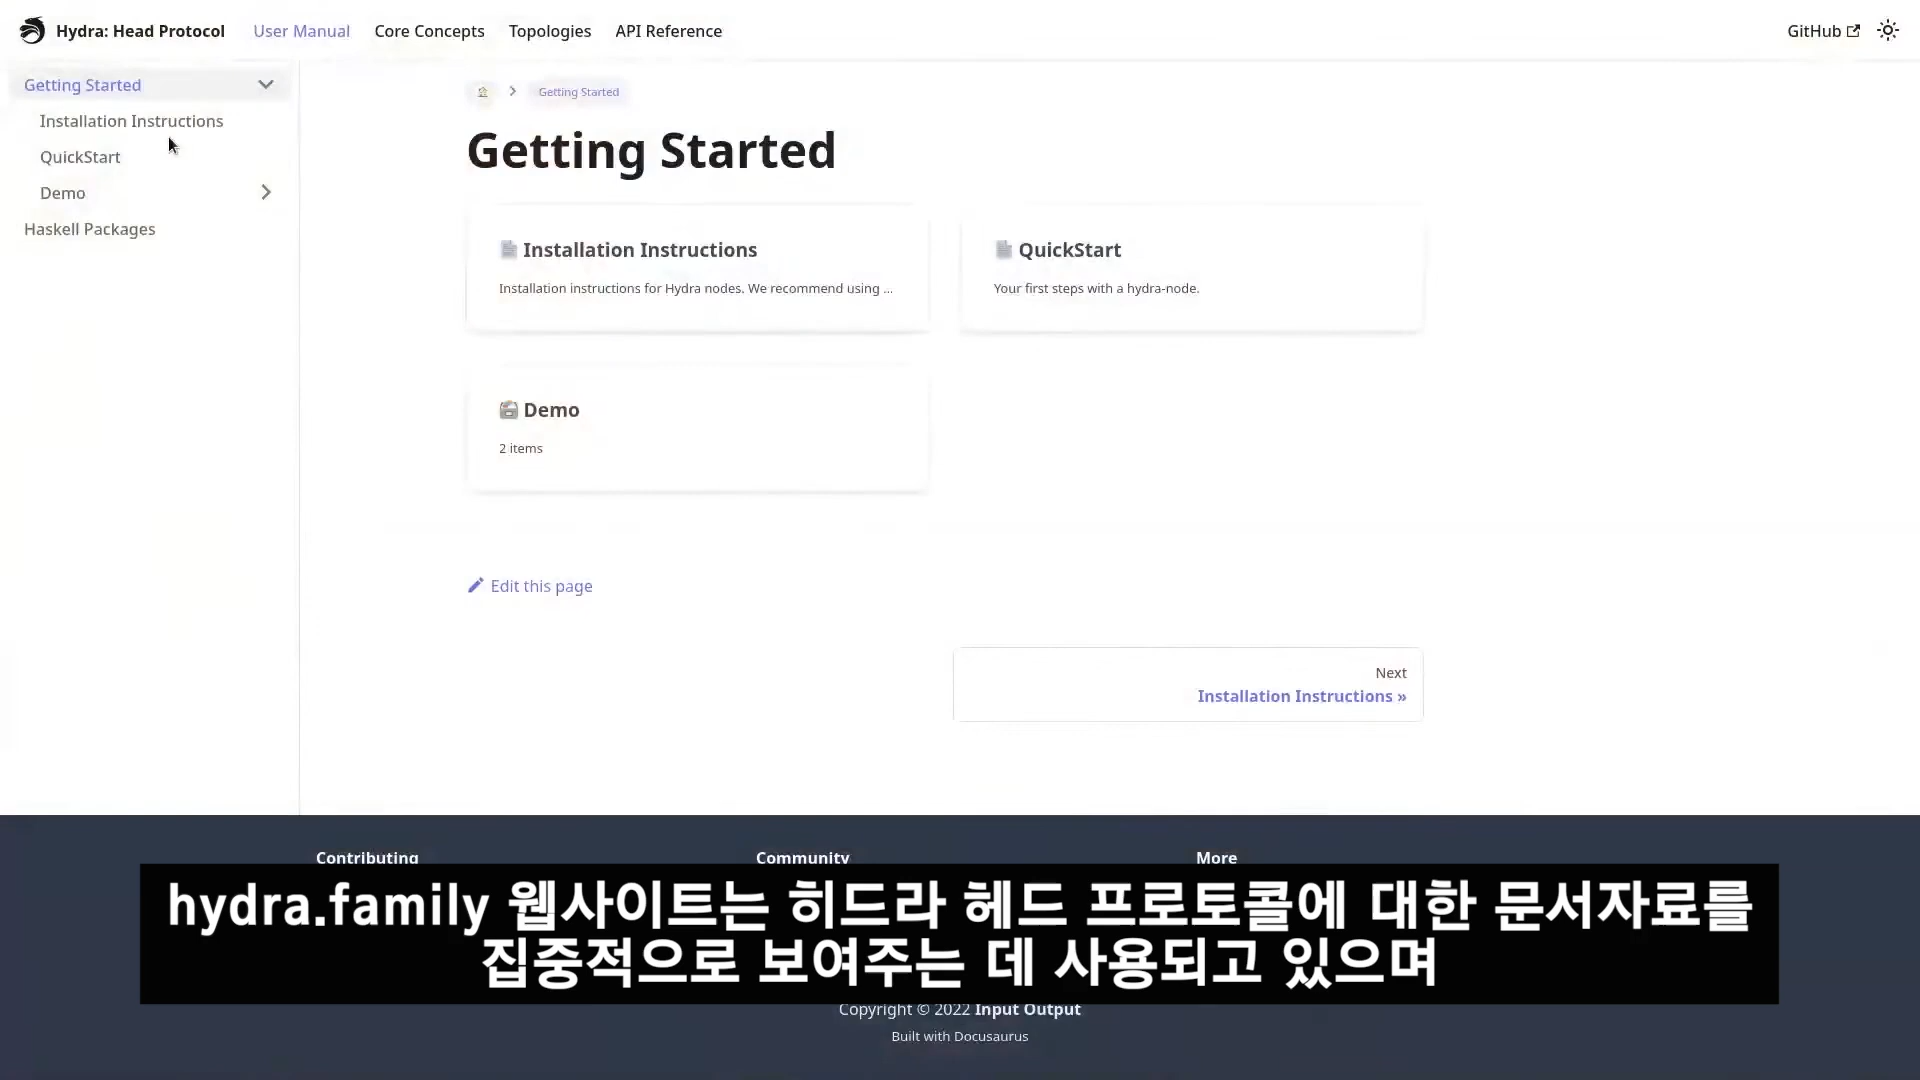 Hydra: Head Protocol User Manual Core Concepts Topologies API Reference GitHub
Getting Started
Installation Instructions
QuickStart
Demo
Haskell Packages
Getting Started
Getting Started
Installation Instructions
Installation instructions for Hydra nodes. We recommend using ...
QuickStart
Your first steps with a hydra-node.
Demo
2 items
Edit this page
Next
Installation Instructions »
Contributing Community More
hydra.family 웹사이트는 히드라 헤드 프로토콜에 대한 문서자료를
집중적으로 보여주는 데 사용되고 있으며
Copyright © 2022 Input Output
Built with Docusaurus